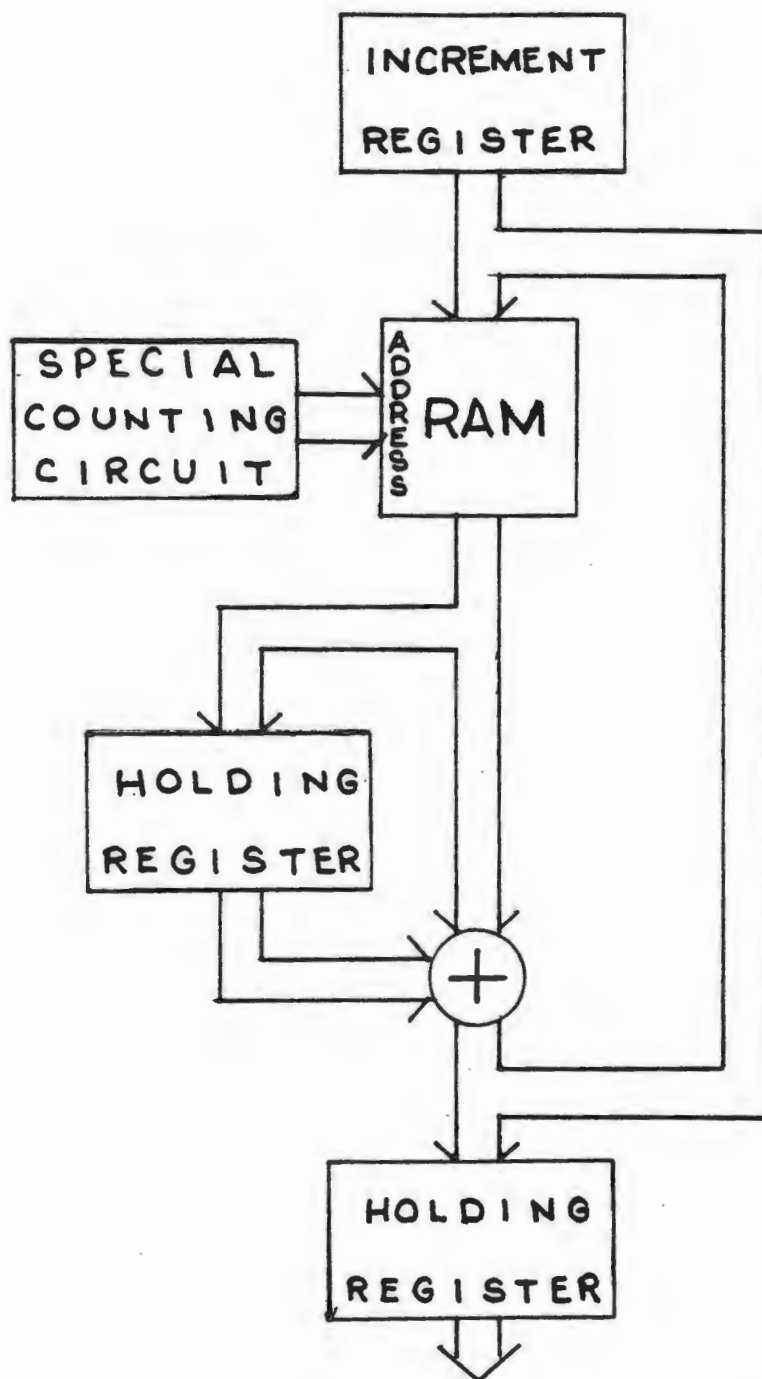 INCREMENT
REGISTER
SPECIAL
COUNTING
CIRCUIT
ADDRESS
RAM
HOLDING
REGISTER
+
HOLDING
REGISTER